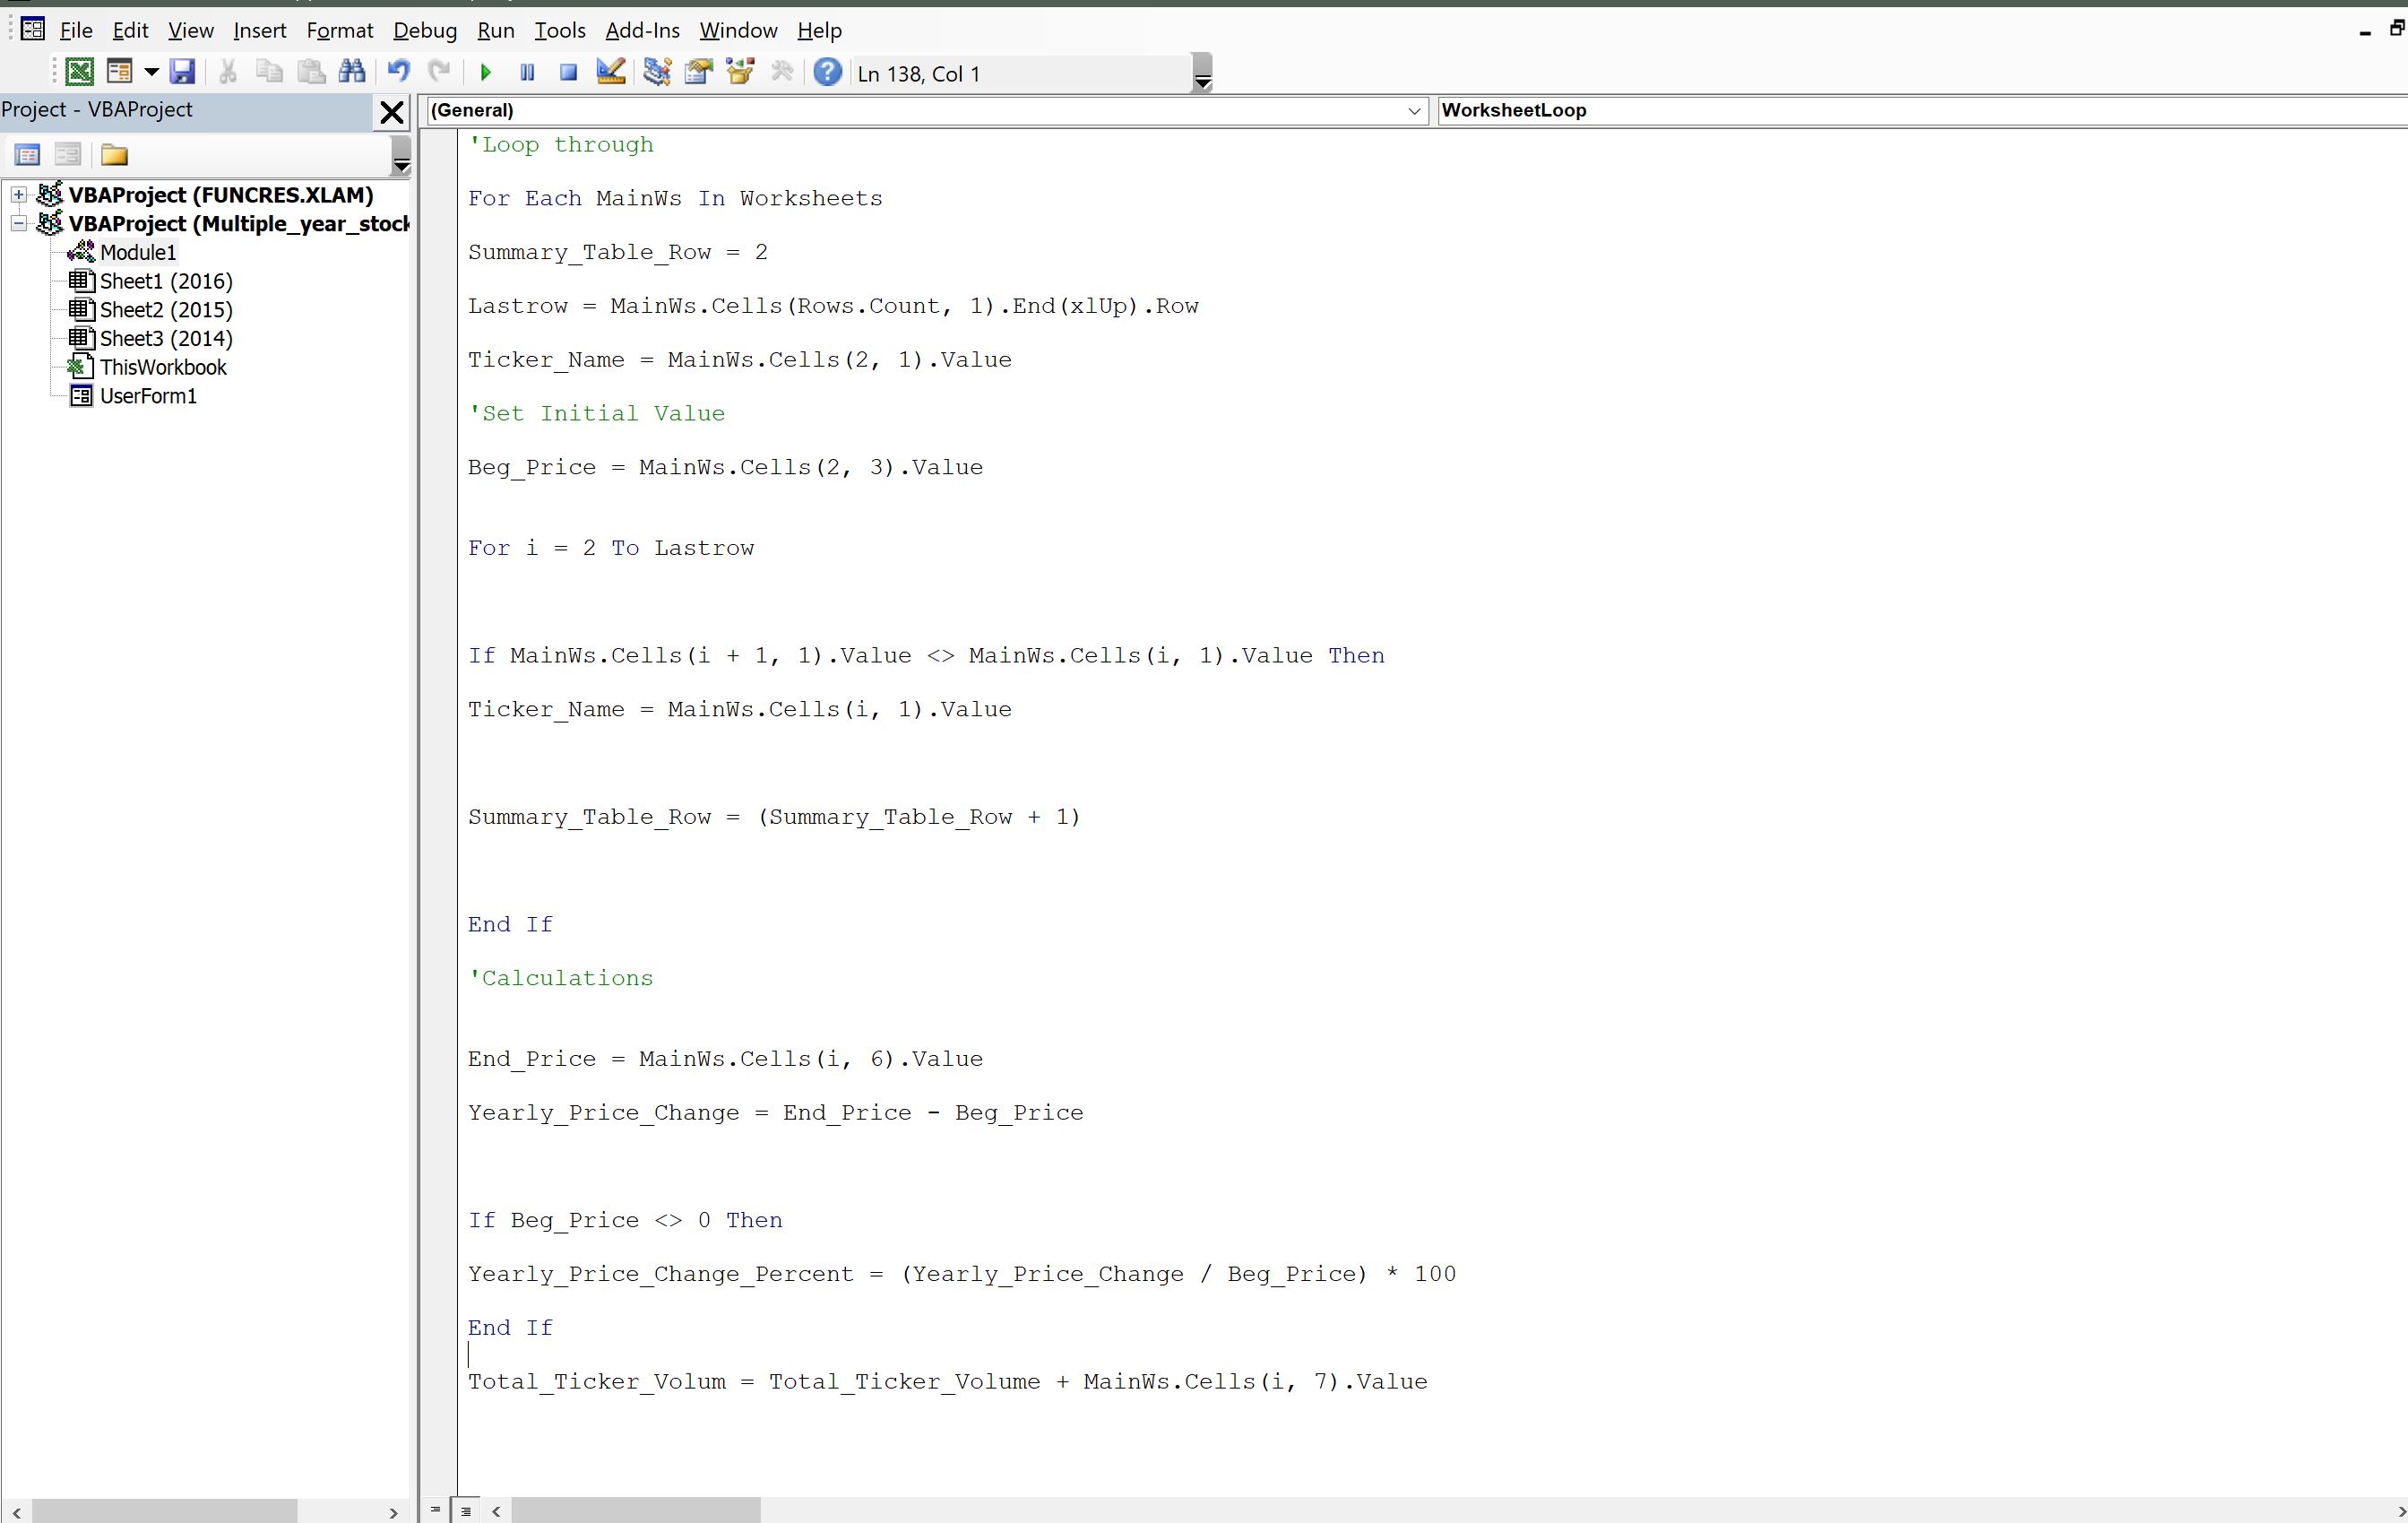 File Edit View Insert Format Debug Run Tools Add-Ins Window Help
Ln 138, Col 1
Project - VBAProject
(General)
WorksheetLoop
VBAProject (FUNCRES.XLAM)
VBAProject (Multiple_year_stock
Module1
Sheet1 (2016)
Sheet2 (2015)
Sheet3 (2014)
ThisWorkbook
UserForm1
'Loop through
For Each MainWs In Worksheets
Summary_Table_Row = 2
Lastrow = MainWs.Cells(Rows.Count, 1).End(xlUp).Row
Ticker_Name = MainWs.Cells(2, 1).Value
'Set Initial Value
Beg_Price = MainWs.Cells(2, 3).Value
For i = 2 To Lastrow
If MainWs.Cells(i + 1, 1).Value <> MainWs.Cells(i, 1).Value Then
Ticker_Name = MainWs.Cells(i, 1).Value
Summary_Table_Row = (Summary_Table_Row + 1)
End If
'Calculations
End_Price = MainWs.Cells(i, 6).Value
Yearly_Price_Change = End_Price - Beg_Price
If Beg_Price <> 0 Then
Yearly_Price_Change_Percent = (Yearly_Price_Change / Beg_Price) * 100
End If
Total_Ticker_Volum = Total_Ticker_Volume + MainWs.Cells(i, 7).Value